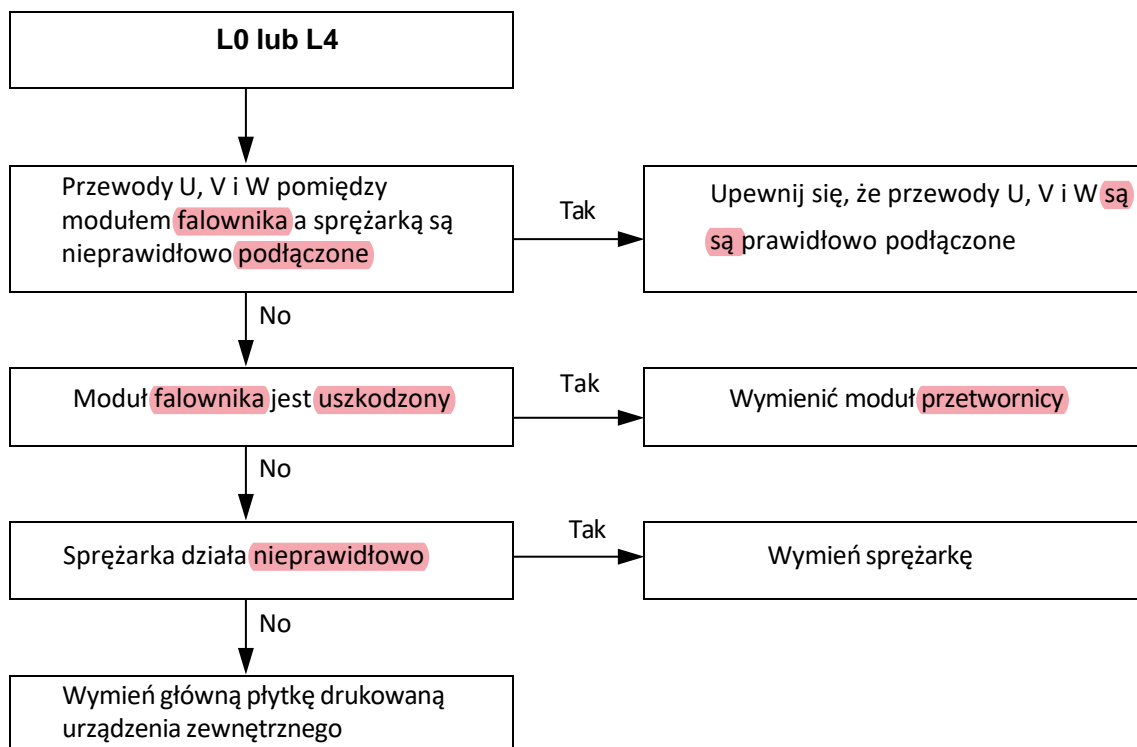 L0 lub L4
Przewody U, V i W pomiędzy
modułem falownika a sprężarką są
nieprawidłowo podłączone
Tak
Upewnij się, że przewody U, V i W są
są prawidłowo podłączone
No
Moduł falownika jest uszkodzony
Tak
Wymienić moduł przetwornicy
No
Sprężarka działa nieprawidłowo
Tak
Wymień sprężarkę
No
Wymień główną płytkę drukowaną
urządzenia zewnętrznego